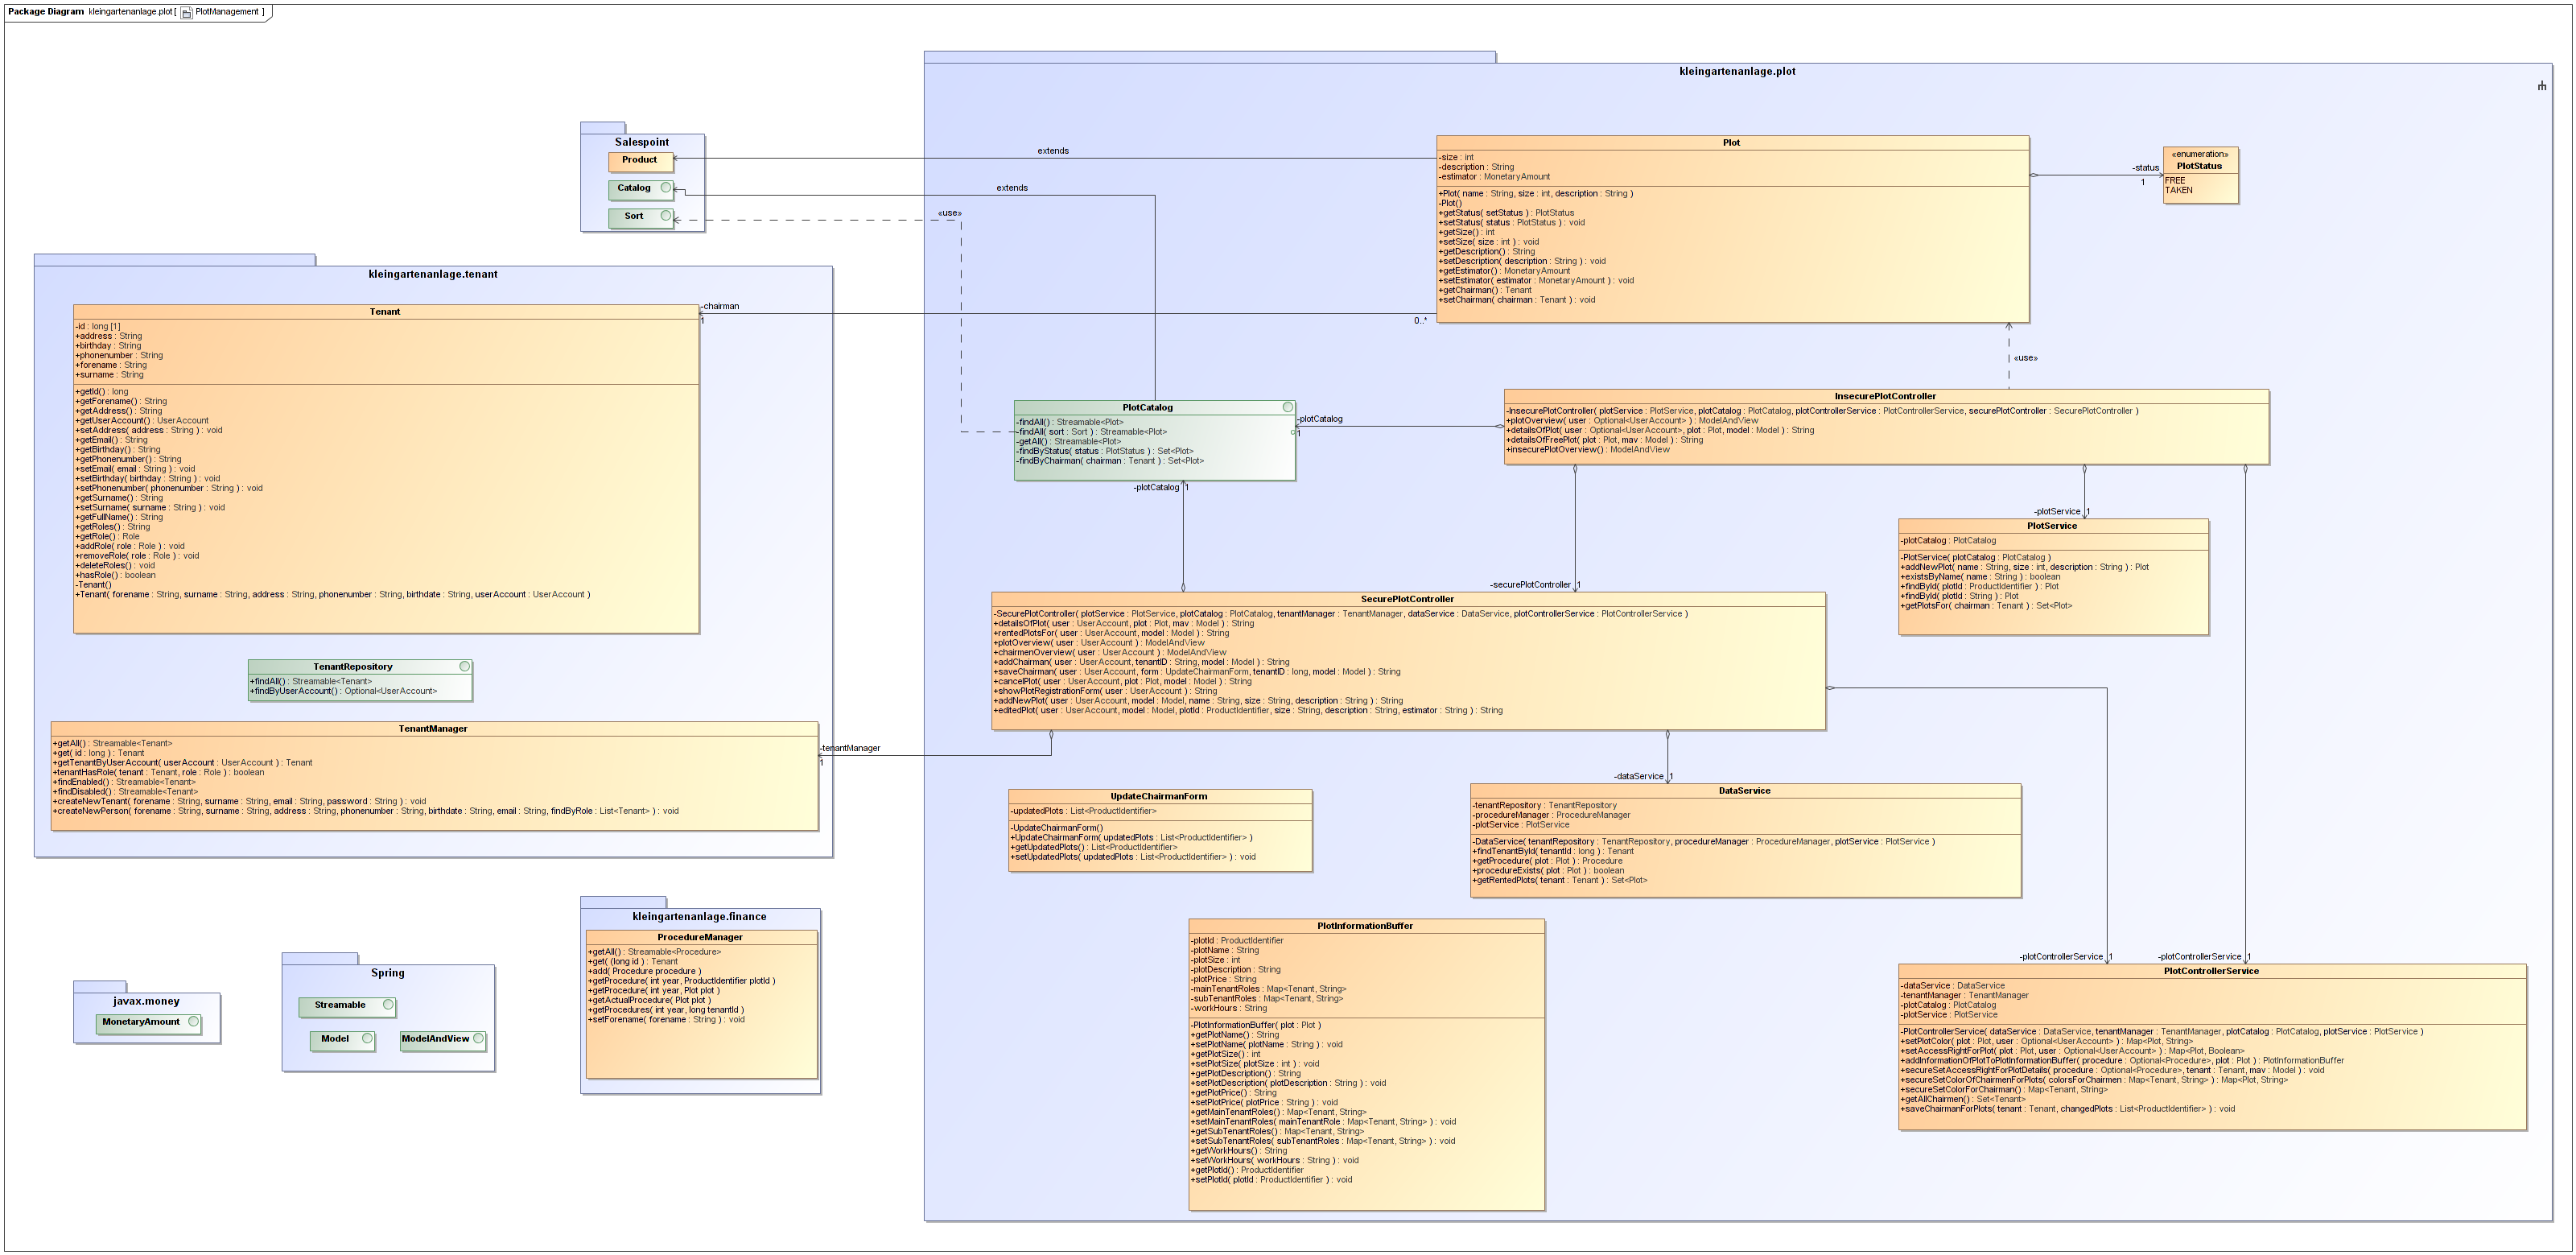 Package Diagram kleingartenanlage.plot [ PlotManagement ]
kleingartenanlage.plot
Salespoint
Product
Catalog
Sort
extends
extends
«use»
Plot
-size : int
-description : String
-estimator : MonetaryAmount
+Plot( name : String, size : int, description : String )
-Plot()
+getStatus( setStatus ) : PlotStatus
+setStatus( status : PlotStatus ) : void
+getSize() : int
+setSize( size : int ) : void
+getDescription() : String
+setDescription( description : String ) : void
+getEstimator() : MonetaryAmount
+setEstimator( estimator : MonetaryAmount ) : void
+getChairman() : Tenant
+setChairman( chairman : Tenant ) : void
-status
1
«enumeration»
PlotStatus
FREE
TAKEN
kleingartenanlage.tenant
Tenant
-id : long [1]
+address : String
+birthday : String
+phonenumber : String
+forename : String
+surname : String
+getId() : long
+getForename() : String
+getAddress() : String
+getUserAccount() : UserAccount
+setAddress( address : String ) : void
+getEmail() : String
+getBirthday() : String
+getPhonenumber() : String
+setEmail( email : String ) : void
+setBirthday( birthday : String ) : void
+setPhonenumber( phonenumber : String ) : void
+getSurname() : String
+setSurname( surname : String ) : void
+getFullName() : String
+getRoles() : String
+getRole() : Role
+addRole( role : Role ) : void
+removeRole( role : Role ) : void
+deleteRoles() : void
+hasRole() : boolean
-Tenant()
+Tenant( forename : String, surname : String, address : String, phonenumber : String, birthdate : String, userAccount : UserAccount )
-chairman
1
0..*
«use»
TenantRepository
+findAll() : Streamable<Tenant>
+findByUserAccount() : Optional<UserAccount>
TenantManager
+getAll() : Streamable<Tenant>
+get( id : long ) : Tenant
+getTenantByUserAccount( userAccount : UserAccount ) : Tenant
+tenantHasRole( tenant : Tenant, role : Role ) : boolean
+findEnabled() : Streamable<Tenant>
+findDisabled() : Streamable<Tenant>
+createNewTenant( forename : String, surname : String, email : String, password : String ) : void
+createNewPerson( forename : String, surname : String, address : String, phonenumber : String, birthdate : String, email : String, findByRole : List<Tenant> ) : void
-tenantManager
1
PlotCatalog
-findAll() : Streamable<Plot>
-findAll( sort : Sort ) : Streamable<Plot>
-getAll() : Streamable<Plot>
-findByStatus( status : PlotStatus ) : Set<Plot>
-findByChairman( chairman : Tenant ) : Set<Plot>
-plotCatalog
1
-plotCatalog
1
InsecurePlotController
-InsecurePlotController( plotService : PlotService, plotCatalog : PlotCatalog, plotControllerService : PlotControllerService, securePlotController : SecurePlotController )
+plotOverview( user : Optional<UserAccount> ) : ModelAndView
+detailsOfPlot( user : Optional<UserAccount>, plot : Plot, model : Model ) : String
+detailsOfFreePlot( plot : Plot, mav : Model ) : String
+insecurePlotOverview() : ModelAndView
-plotService
1
PlotService
-plotCatalog : PlotCatalog
-PlotService( plotCatalog : PlotCatalog )
+addNewPlot( name : String, size : int, description : String ) : Plot
+existsByName( name : String ) : boolean
+findById( plotId : ProductIdentifier ) : Plot
+findById( plotId : String ) : Plot
+getPlotsFor( chairman : Tenant ) : Set<Plot>
-securePlotController
1
SecurePlotController
-SecurePlotController( plotService : PlotService, plotCatalog : PlotCatalog, tenantManager : TenantManager, dataService : DataService, plotControllerService : PlotControllerService )
+detailsOfPlot( user : UserAccount, plot : Plot, mav : Model ) : String
+rentedPlotsFor( user : UserAccount, model : Model ) : String
+plotOverview( user : UserAccount ) : ModelAndView
+chairmenOverview( user : UserAccount ) : ModelAndView
+addChairman( user : UserAccount, tenantID : String, model : Model ) : String
+saveChairman( user : UserAccount, form : UpdateChairmanForm, tenantID : long, model : Model ) : String
+cancelPlot( user : UserAccount, plot : Plot, model : Model ) : String
+showPlotRegistrationForm( user : UserAccount ) : String
+addNewPlot( user : UserAccount, model : Model, name : String, size : String, description : String ) : String
+editedPlot( user : UserAccount, model : Model, plotId : ProductIdentifier, size : String, description : String, estimator : String ) : String
-dataService
1
UpdateChairmanForm
-updatedPlots : List<ProductIdentifier>
-UpdateChairmanForm()
+UpdateChairmanForm( updatedPlots : List<ProductIdentifier> )
+getUpdatedPlots() : List<ProductIdentifier>
+setUpdatedPlots( updatedPlots : List<ProductIdentifier> ) : void
DataService
-tenantRepository : TenantRepository
-procedureManager : ProcedureManager
-plotService : PlotService
-DataService( tenantRepository : TenantRepository, procedureManager : ProcedureManager, plotService : PlotService )
+findTenantById( tenantId : long ) : Tenant
+getProcedure( plot : Plot ) : Procedure
+procedureExists( plot : Plot ) : boolean
+getRentedPlots( tenant : Tenant ) : Set<Plot>
kleingartenanlage.finance
ProcedureManager
+getAll() : Streamable<Procedure>
+get( (long id ) : Tenant
+add( Procedure procedure )
+getProcedure( int year, ProductIdentifier plotId )
+getProcedure( int year, Plot plot )
+getActualProcedure( Plot plot )
+getProcedures( int year, long tenantId )
+setForename( forename : String ) : void
javax.money
MonetaryAmount
Spring
Streamable
Model
ModelAndView
PlotInformationBuffer
-plotId : ProductIdentifier
-plotName : String
-plotSize : int
-plotDescription : String
-plotPrice : String
-mainTenantRoles : Map<Tenant, String>
-subTenantRoles : Map<Tenant, String>
-workHours : String
-PlotInformationBuffer( plot : Plot )
+getPlotName() : String
+setPlotName( plotName : String ) : void
+getPlotSize() : int
+setPlotSize( plotSize : int ) : void
+getPlotDescription() : String
+setPlotDescription( plotDescription : String ) : void
+getPlotPrice() : String
+setPlotPrice( plotPrice : String ) : void
+getMainTenantRoles() : Map<Tenant, String>
+setMainTenantRoles( mainTenantRole : Map<Tenant, String> ) : void
+getSubTenantRoles() : Map<Tenant, String>
+setSubTenantRoles( subTenantRoles : Map<Tenant, String> ) : void
+getWorkHours() : String
+setWorkHours( workHours : String ) : void
+getPlotId() : ProductIdentifier
+setPlotId( plotId : ProductIdentifier ) : void
-plotControllerService
1
-plotControllerService
1
PlotControllerService
-dataService : DataService
-tenantManager : TenantManager
-plotCatalog : PlotCatalog
-plotService : PlotService
-PlotControllerService( dataService : DataService, tenantManager : TenantManager, plotCatalog : PlotCatalog, plotService : PlotService )
+setPlotColor( plot : Plot, user : Optional<UserAccount> ) : Map<Plot, String>
+setAccessRightForPlot( plot : Plot, user : Optional<UserAccount> ) : Map<Plot, Boolean>
+addInformationOfPlotToPlotInformationBuffer( procedure : Optional<Procedure>, plot : Plot ) : PlotInformationBuffer
+secureSetAccessRightForPlotDetails( procedure : Optional<Procedure>, tenant : Tenant, mav : Model ) : void
+secureSetColorOfChairmenForPlots( colorsForChairmen : Map<Tenant, String> ) : Map<Plot, String>
+secureSetColorForChairman() : Map<Tenant, String>
+getAllChairmen() : Set<Tenant>
+saveChairmanForPlots( tenant : Tenant, changedPlots : List<ProductIdentifier> ) : void